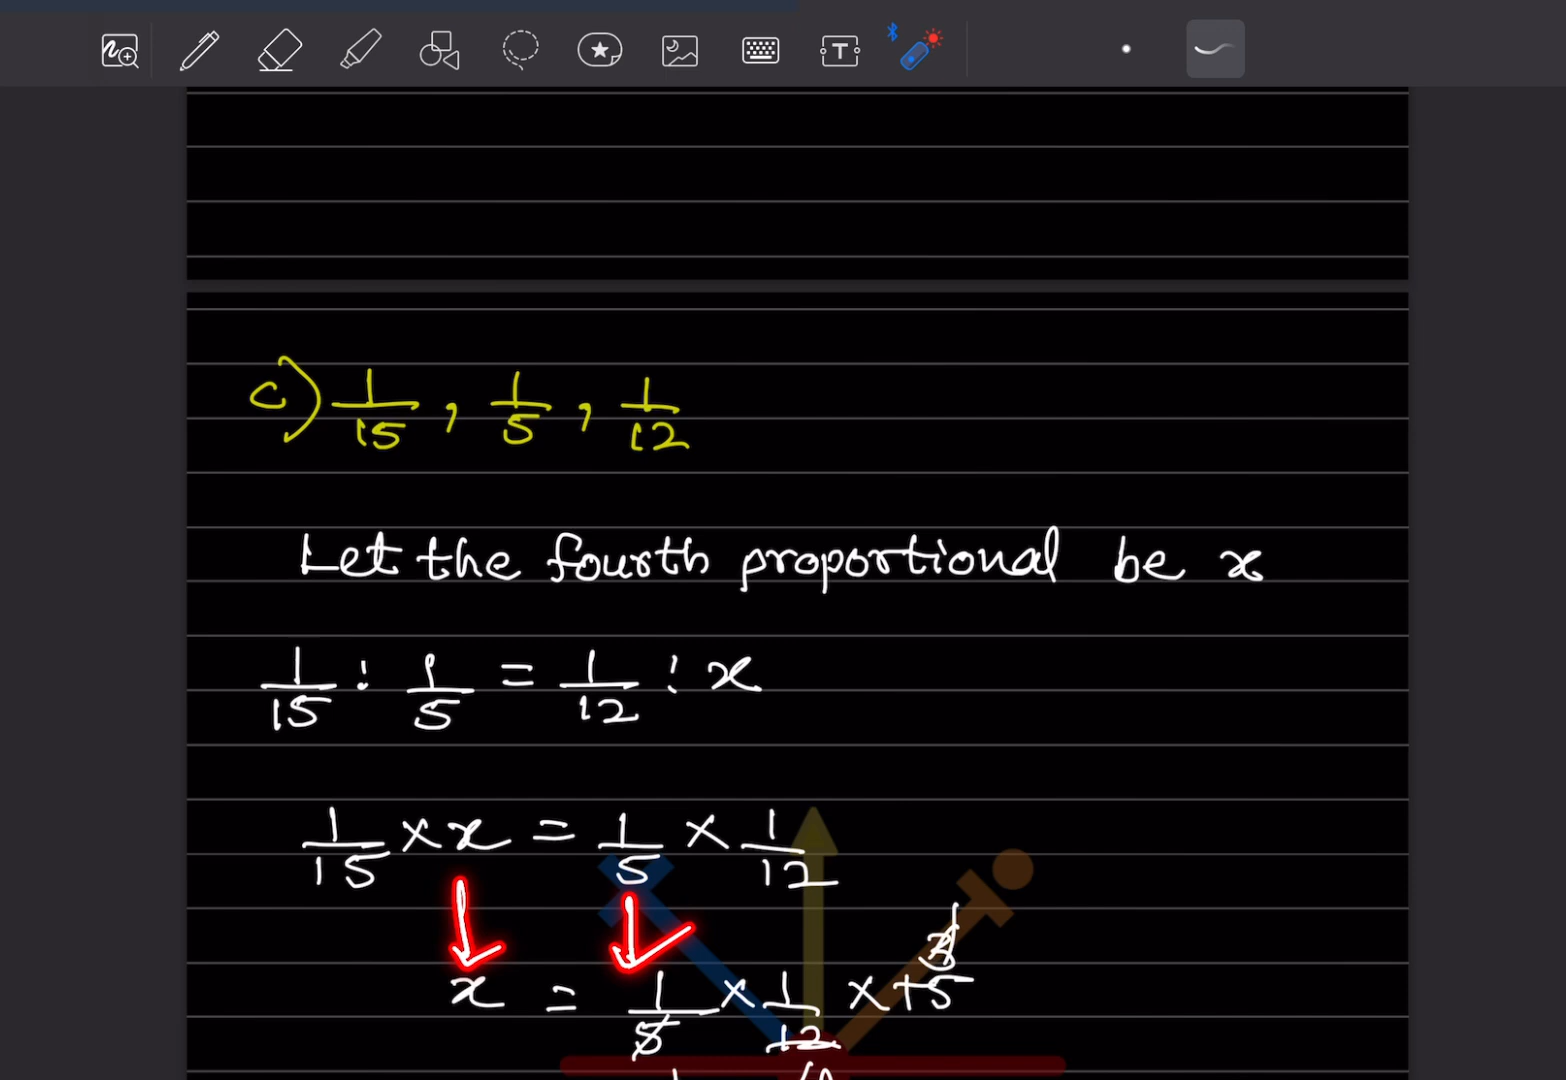 c) 1/15 , 1/5 , 1/12
Let the fourth proportional be x
1/15 : 1/5 = 1/12 : x
1/15 × x = 1/5 × 1/12
x = 1/5 × 1/12 × 15